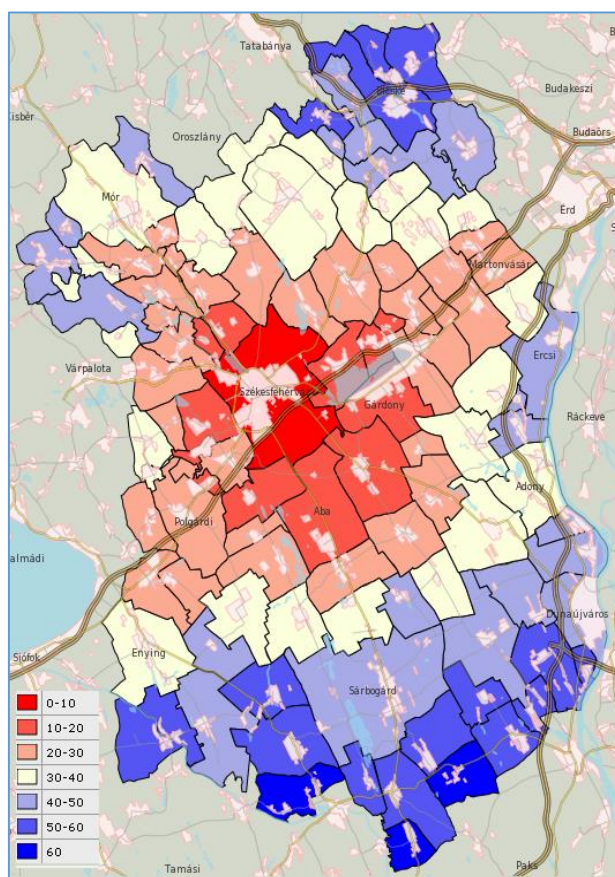 Tatabánya
Budakeszi
Bicske
Oroszlány
Budaörs
Mór
Érd
Martonvásár
Várpalota
Székesfehérvár
Ercsi
Gárdony
Ráckeve
Adony
Aba
Polgárdi
almádi
Dunaújváros
Siófok
Enying
Sárbogárd
0-10
10-20
20-30
30-40
40-50
50-60
60
Tamási
Paks